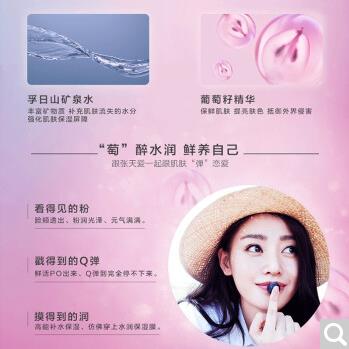 孚日山矿泉水
丰富矿物质 补充肌肤流失的水分
强化肌肤保湿屏障
葡萄籽精华
保鲜肌肤 提亮肤色 抵御外界侵害
“萄”醉水润 鲜养自己
跟张天爱一起跟肌肤“弹”恋爱
看得见的粉
脸颊透出、粉润光泽、元气满满。
戳得到的Q弹
鲜活PO出来、Q弹到完全停不下来。
摸得到的润
高能补水保湿、仿佛穿上水润保湿膜。